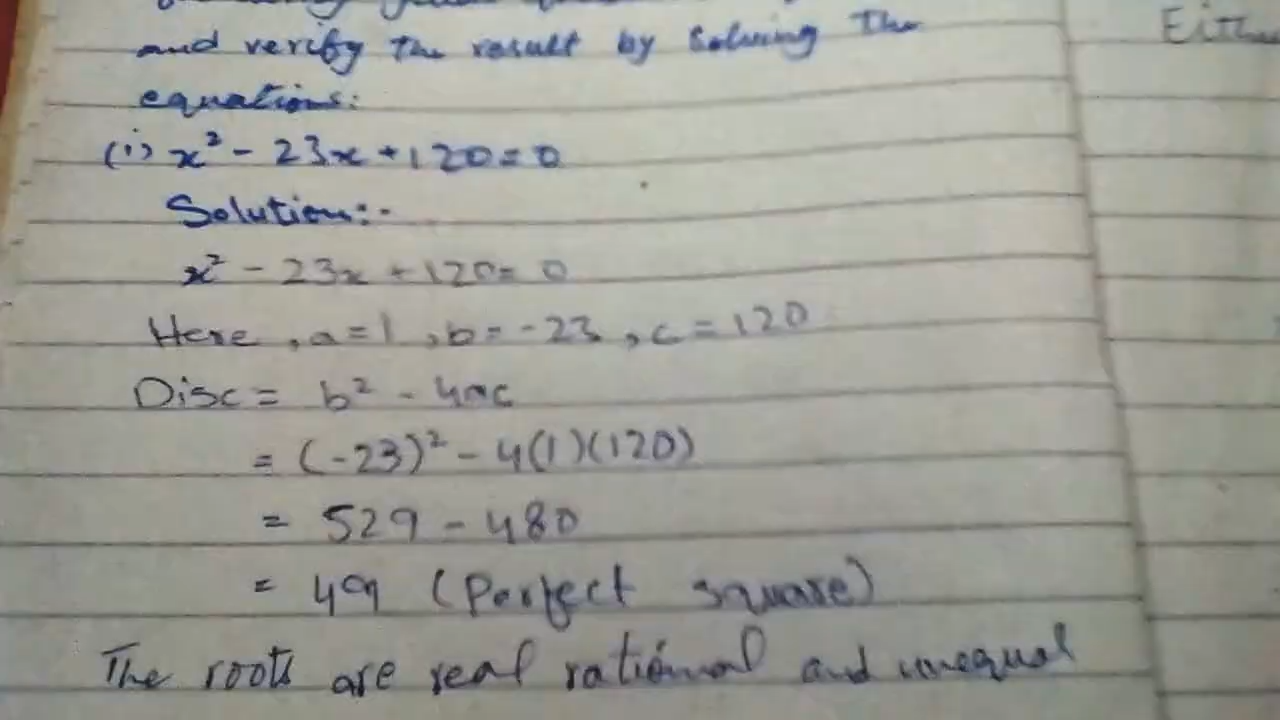 and verify the result by solving the
equations:
(i) x² - 23x + 120 = 0
Solution:-
x² - 23x + 120 = 0
Here, a = 1, b = -23, c = 120
Disc = b² - 4ac
= (-23)² - 4(1)(120)
= 529 - 480
= 49 (Perfect square)
The roots are real rational and unequal